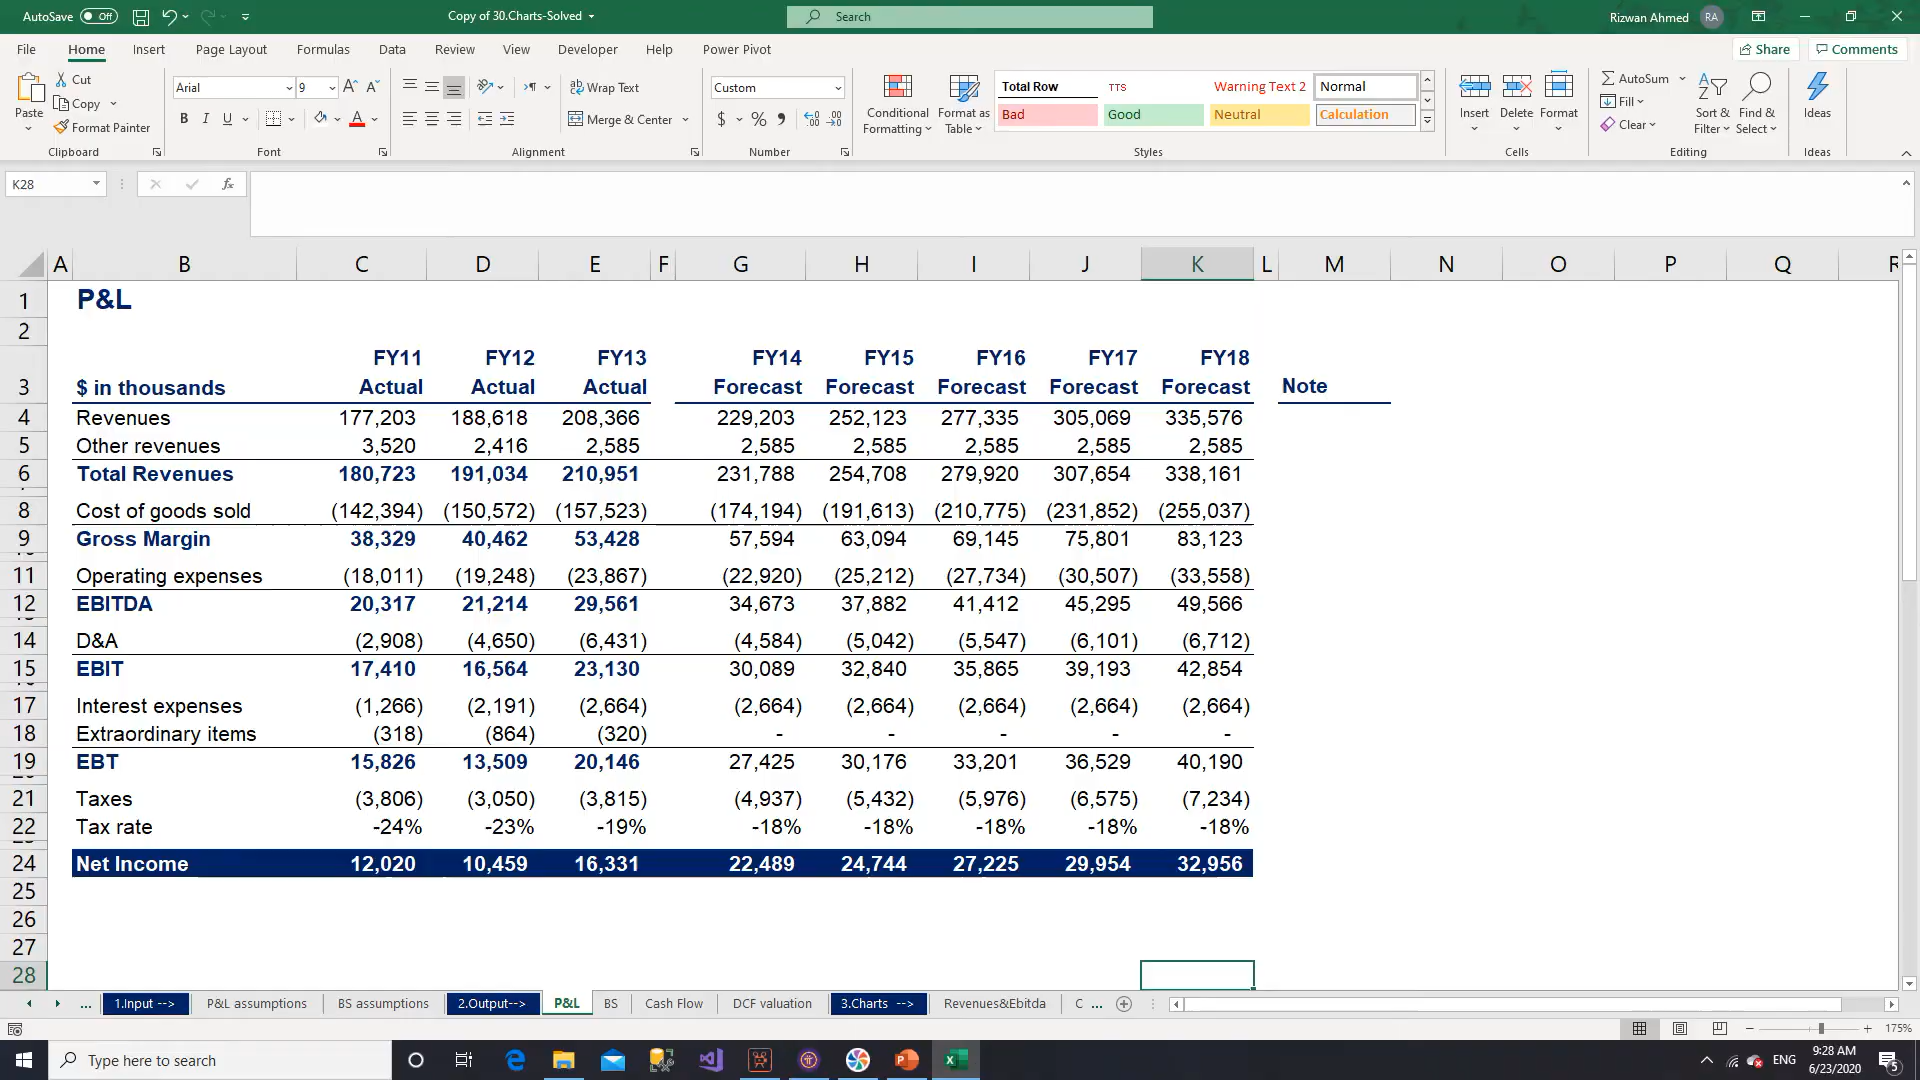 AutoSave Off Copy of 30.Charts-Solved Search Rizwan Ahmed RA
File Home Insert Page Layout Formulas Data Review View Developer Help Power Pivot Share Comments
Paste Cut Copy Format Painter
Arial 9
B I U A
ab Wrap Text
Merge & Center
Custom
$ % 9
Conditional Formatting
Format as Table
Total Row TTS Warning Text 2 Normal
Bad Good Neutral Calculation
Insert Delete Format
AutoSum Fill Clear
Sort & Filter Find & Select
Ideas
Clipboard Font Alignment Number Styles Cells Editing Ideas
K28 fx
A B C D E F G H I J K L M N O P Q R
1 P&L
2
FY11 FY12 FY13 FY14 FY15 FY16 FY17 FY18
3 $ in thousands Actual Actual Actual Forecast Forecast Forecast Forecast Forecast Note
4 Revenues 177,203 188,618 208,366 229,203 252,123 277,335 305,069 335,576
5 Other revenues 3,520 2,416 2,585 2,585 2,585 2,585 2,585 2,585
6 Total Revenues 180,723 191,034 210,951 231,788 254,708 279,920 307,654 338,161
8 Cost of goods sold (142,394) (150,572) (157,523) (174,194) (191,613) (210,775) (231,852) (255,037)
9 Gross Margin 38,329 40,462 53,428 57,594 63,094 69,145 75,801 83,123
11 Operating expenses (18,011) (19,248) (23,867) (22,920) (25,212) (27,734) (30,507) (33,558)
12 EBITDA 20,317 21,214 29,561 34,673 37,882 41,412 45,295 49,566
14 D&A (2,908) (4,650) (6,431) (4,584) (5,042) (5,547) (6,101) (6,712)
15 EBIT 17,410 16,564 23,130 30,089 32,840 35,865 39,193 42,854
17 Interest expenses (1,266) (2,191) (2,664) (2,664) (2,664) (2,664) (2,664) (2,664)
18 Extraordinary items (318) (864) (320) - - - - -
19 EBT 15,826 13,509 20,146 27,425 30,176 33,201 36,529 40,190
21 Taxes (3,806) (3,050) (3,815) (4,937) (5,432) (5,976) (6,575) (7,234)
22 Tax rate -24% -23% -19% -18% -18% -18% -18% -18%
24 Net Income 12,020 10,459 16,331 22,489 24,744 27,225 29,954 32,956
25
26
27
28
... 1.Input --> P&L assumptions BS assumptions 2.Output--> P&L BS Cash Flow DCF valuation 3.Charts --> Revenues&Ebitda C ...
175%
Type here to search ENG 9:28 AM
6/23/2020 5